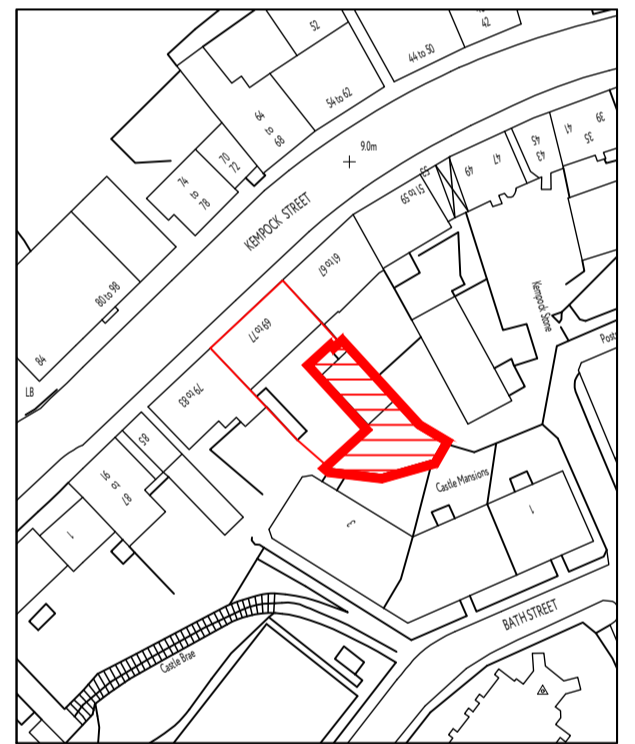 52
42
44 to 50
54 to 62
64
to
68
9.0m
39
35
41
45
43
47
49
53
51 to 59
70
72
74
to
78
KEMPOCK STREET
61 to 67
80 to 98
69 to 77
Kempock Stone
84
LB
79 to 83
85
91
to
87
1
Castle Mansions
1
3
BATH STREET
Castle Brae